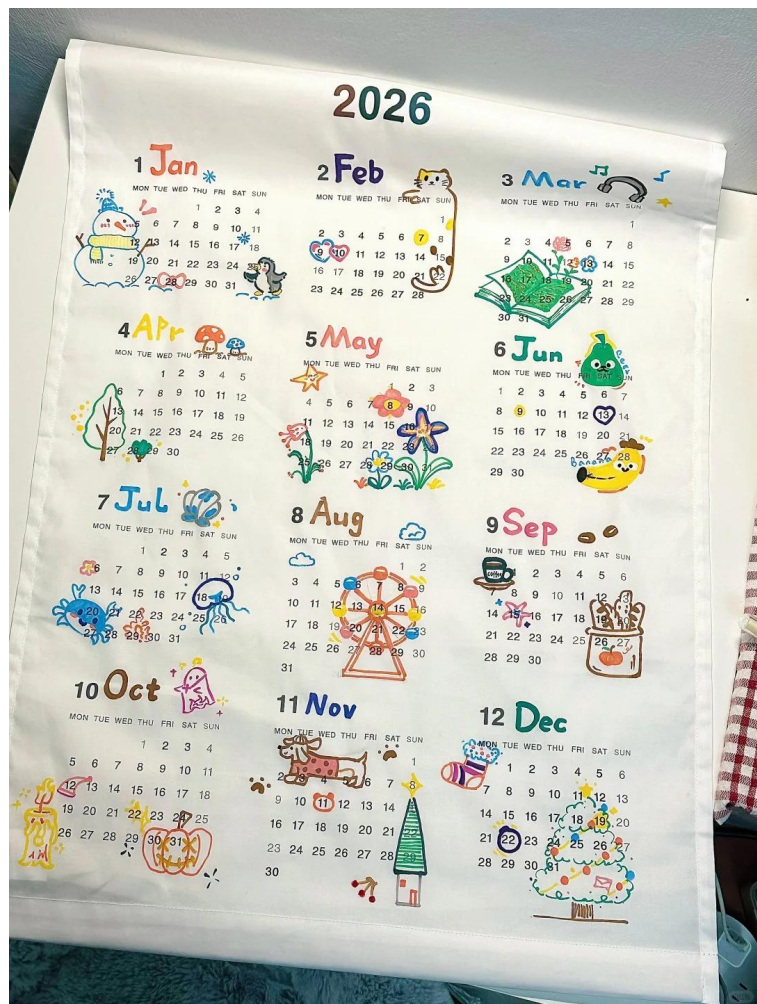 2026
1 Jan
MON TUE WED THU FRI SAT SUN
1 2 3 4
5 6 7 8 9 10 11
12 13 14 15 16 17 18
20 21 22 23 24
26 27 28 29 30 31
2 Feb
MON TUE WED THU FRI SAT SUN
1
2 3 4 5 6 7 8
9 10 11 12 13 14 15
16 17 18 19 20 21 22
23 24 25 26 27 28
3 Mar
MON TUE WED THU FRI SAT SUN
1
2 3 4 5 6 7 8
9 10 11 12 13 14 15
16 17 18 19 20 21 22
23 24 25 26 27 28 29
30 31
4 Apr
MON TUE WED THU FRI SAT SUN
1 2 3 4 5
6 7 8 9 10 11 12
13 14 15 16 17 18 19
20 21 22 23 24 25 26
27 28 29 30
5 May
MON TUE WED THU FRI SAT SUN
1 2 3
4 5 6 7 8 9 10
11 12 13 14 15 16
18 19 20 21 22 23 24
25 26 27 28 29 30 31
6 Jun
MON TUE WED THU FRI SAT SUN
1 2 3 4 5 6 7
8 9 10 11 12 13 14
15 16 17 18 19 20 21
22 23 24 25 26 27 28
Banana
29 30
7 Jul
MON TUE WED THU FRI SAT SUN
1 2 3 4 5
6 7 8 9 10 11 12
13 14 15 16 17 18
20 21 22 23 24 25 26
27 28 29 30 31
8 Aug
MON TUE WED THU FRI SAT SUN
1 2
3 4 5 6 7 8 9
10 11 12 13 14 15 16
17 18 19 20 21 22 23
24 25 26 27 28 29 30
31
9 Sep
MON TUE WED THU FRI SAT SUN
coffee
1 2 3 4 5 6
8 9 10 11 12 13
14 15 16 17 18 19 20
21 22 23 24 25 26 27
28 29 30
10 Oct
MON TUE WED THU FRI SAT SUN
1 2 3 4
5 6 7 8 9 10 11
12 13 14 15 16 17 18
19 20 21 22 23 24 25
26 27 28 29 30 31
11 Nov
MON TUE WED THU FRI SAT SUN
1
2 3 4 5 6 7 8
9 10 11 12 13 14
16 17 18 19 20 21 22
23 24 25 26 27 28 29
30
12 Dec
MON TUE WED THU FRI SAT SUN
1 2 3 4 5 6
7 8 9 10 11 12 13
14 15 16 17 18 19 20
21 22 23 24 25 26 27
28 29 30 31